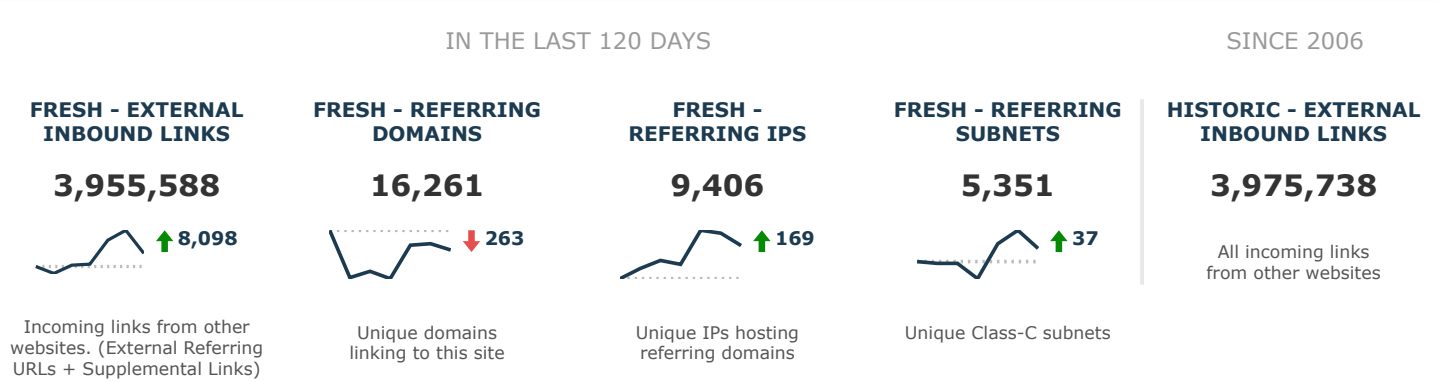 IN THE LAST 120 DAYS
SINCE 2006
FRESH - EXTERNAL
INBOUND LINKS
3,955,588
8,098
Incoming links from other
websites. (External Referring
URLs + Supplemental Links)
FRESH - REFERRING
DOMAINS
16,261
263
Unique domains
linking to this site
FRESH -
REFERRING IPS
9,406
169
Unique IPs hosting
referring domains
FRESH - REFERRING
SUBNETS
5,351
37
Unique Class-C subnets
HISTORIC - EXTERNAL
INBOUND LINKS
3,975,738
All incoming links
from other websites